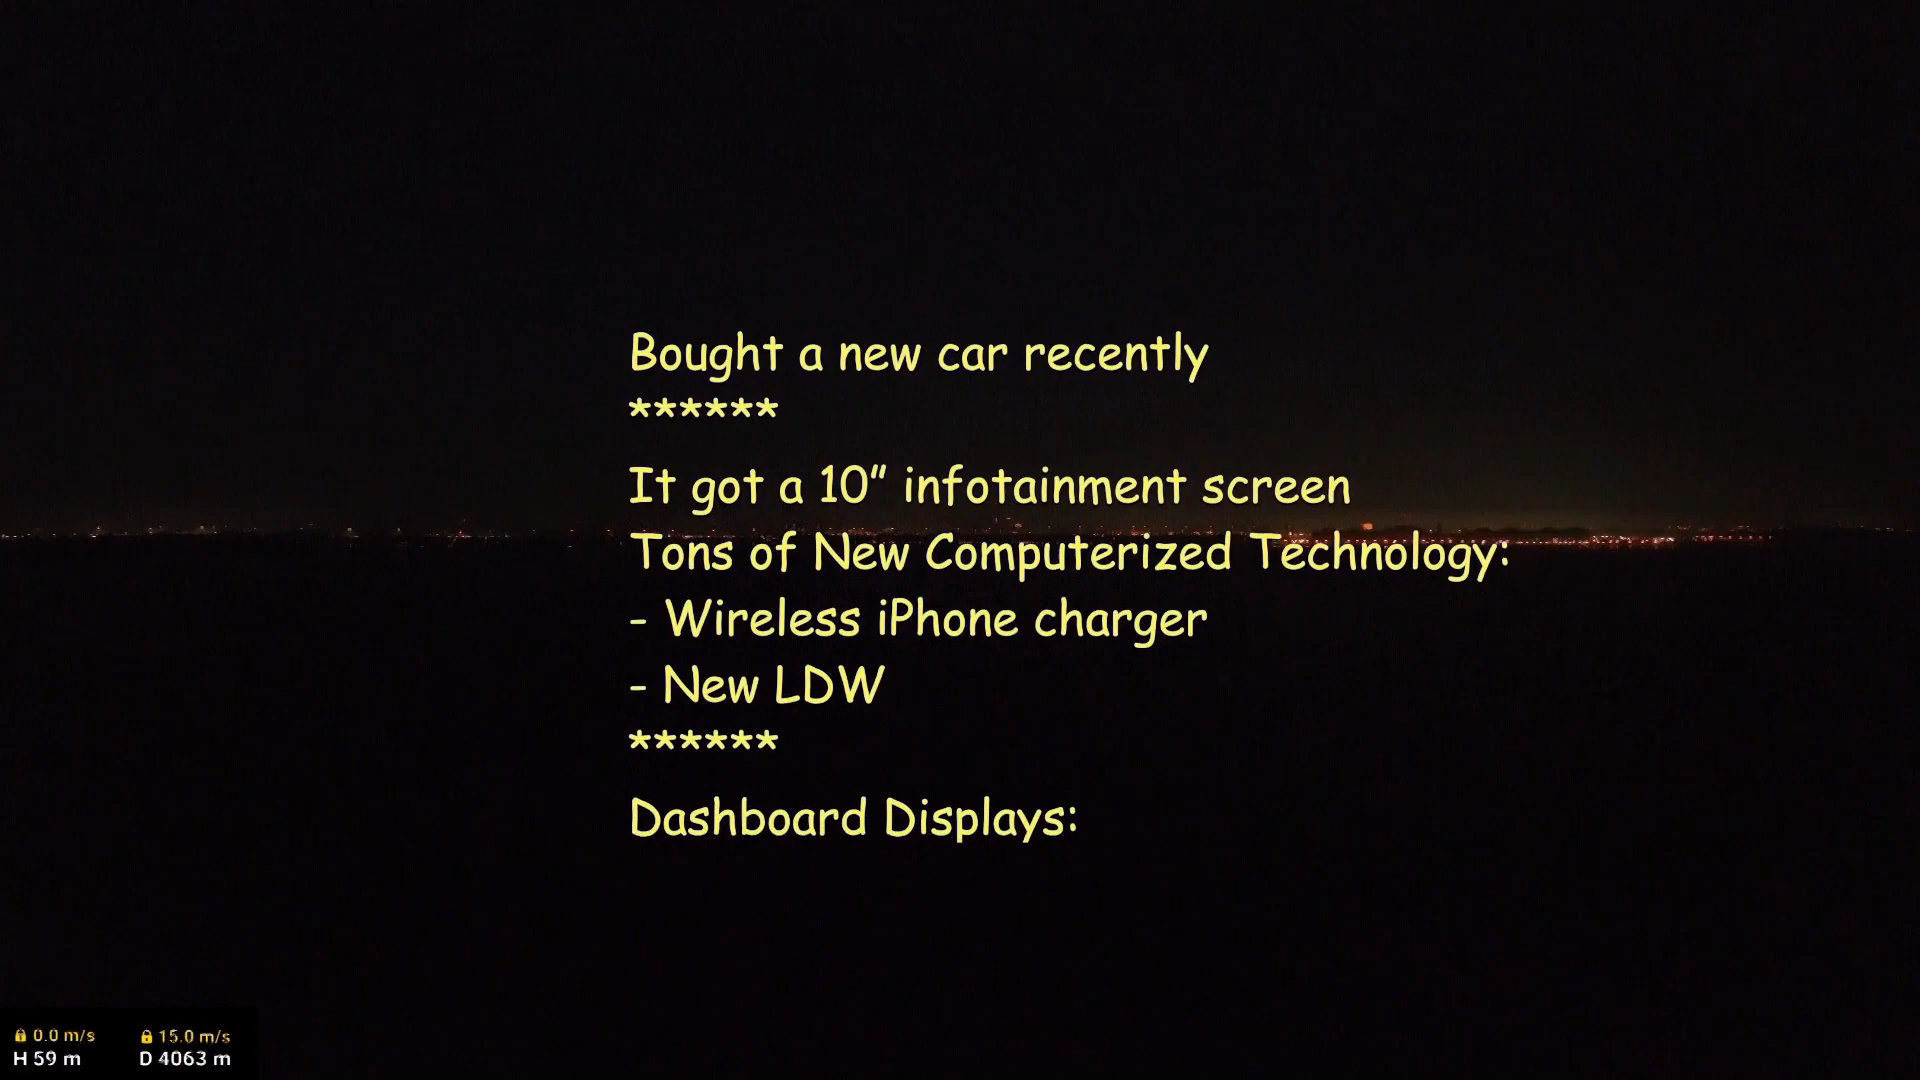 Bought a new car recently
******
It got a 10” infotainment screen
Tons of New Computerized Technology:
- Wireless iPhone charger
- New LDW
******
Dashboard Displays:
0.0 m/s 15.0 m/s
H 59 m D 4063 m